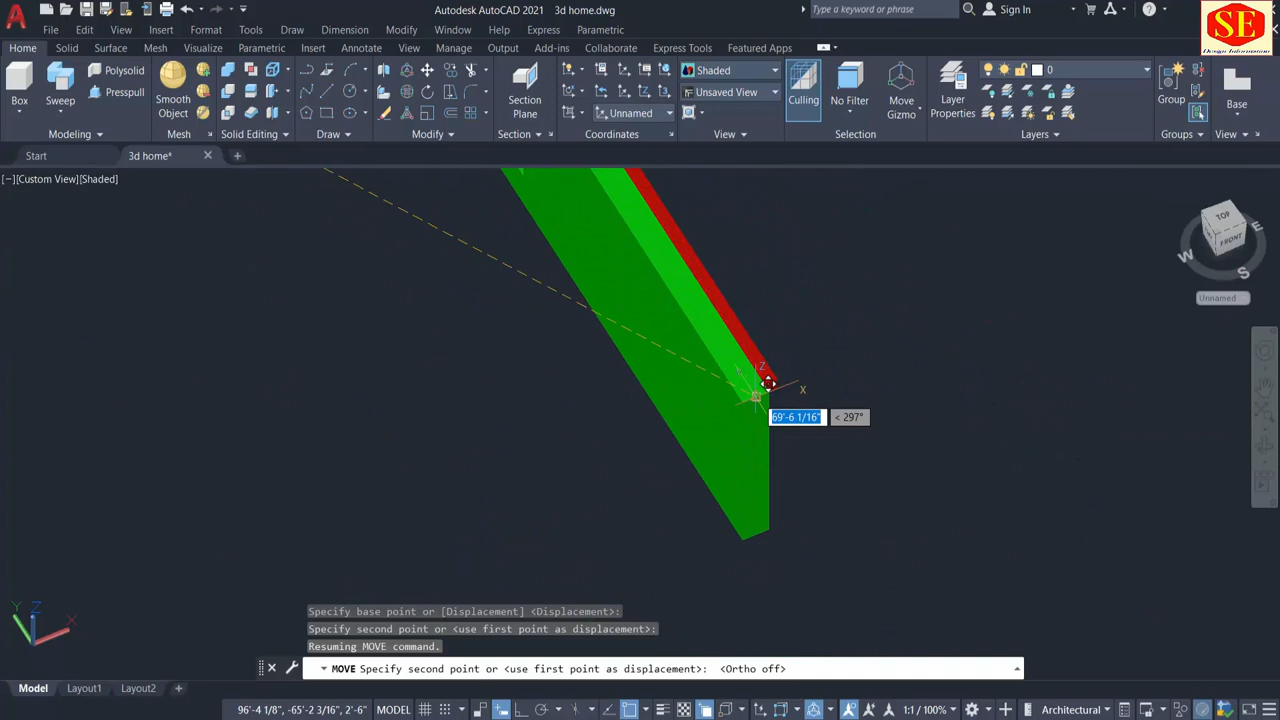 Autodesk AutoCAD 2021 3d home.dwg
Type a keyword or phrase
Sign In
SE
Design Information
File Edit View Insert Format Tools Draw Dimension Modify Window Help Express Parametric
Home Solid Surface Mesh Visualize Parametric Insert Annotate View Manage Output Add-ins Collaborate Express Tools Featured Apps
Box
Sweep
Polysolid
Presspull
Smooth
Object
Section
Plane
Unnamed
Shaded
Unsaved View
Culling
No Filter
Move
Gizmo
Layer
Properties
0
Group
Base
Modeling
Mesh
Solid Editing
Draw
Modify
Section
Coordinates
View
Selection
Layers
Groups
View
Start
3d home*
[−][Custom View][Shaded]
TOP
FRONT
W
E
S
Unnamed
Z
X
69'-6 1/16"
< 297°
Y
Z
X
Specify base point or [Displacement] <Displacement>:
Specify second point or <use first point as displacement>:
Resuming MOVE command.
MOVE Specify second point or <use first point as displacement>: <Ortho off>
Model Layout1 Layout2
96'-4 1/8", -65'-2 3/16", 2'-6" MODEL
1:1 / 100%
Architectural